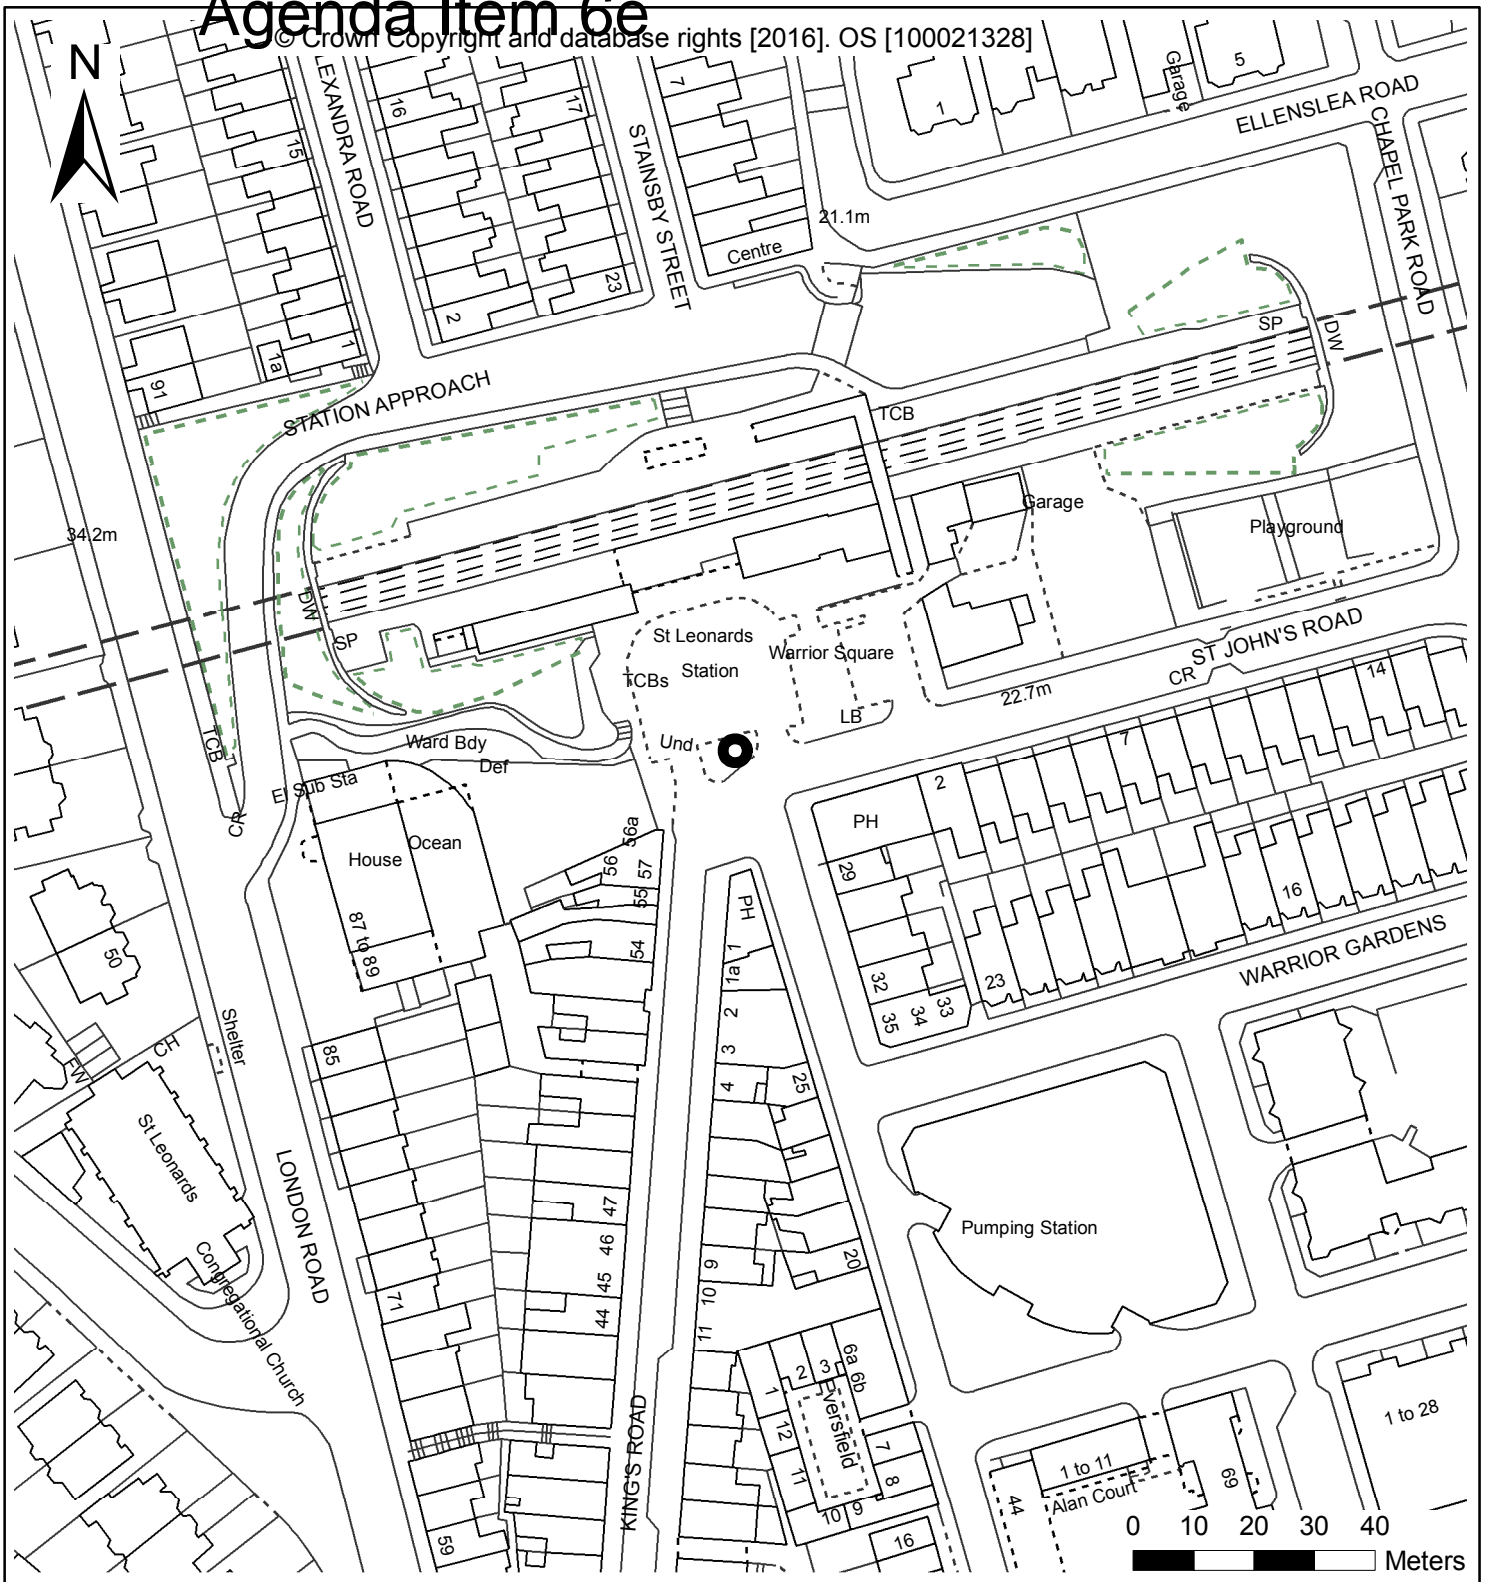 Agenda Item 6e
© Crown Copyright and database rights [2016]. OS [100021328]
N
LEXANDRA ROAD
16
17
15
STAINSBY STREET
7
1
Garage
5
ELLENSLEA ROAD
CHAPEL PARK ROAD
21.1m
Centre
23
2
1
1a
91
STATION APPROACH
SP
DW
TCB
34.2m
Garage
Playground
DW
SP
St Leonards
Station
Warrior Square
TCBs
LB
22.7m
CR
ST JOHN'S ROAD
14
7
2
TCB
Und
Ward Bdy
Def
El Sub Sta
CR
PH
Ocean
House
56a
56
57
55
54
29
16
87 to 89
50
PH
1
1a
2
3
4
32
35
34
33
23
WARRIOR GARDENS
Shelter
CH
FW
85
25
St Leonards
Congregational Church
LONDON ROAD
Pumping Station
47
46
45
44
9
10
11
20
71
1
2
3
6a
6b
12
11
10
9
Eversfield
7
8
16
KING'S ROAD
59
44
1 to 11
Alan Court
69
1 to 28
0 10 20 30 40
Meters